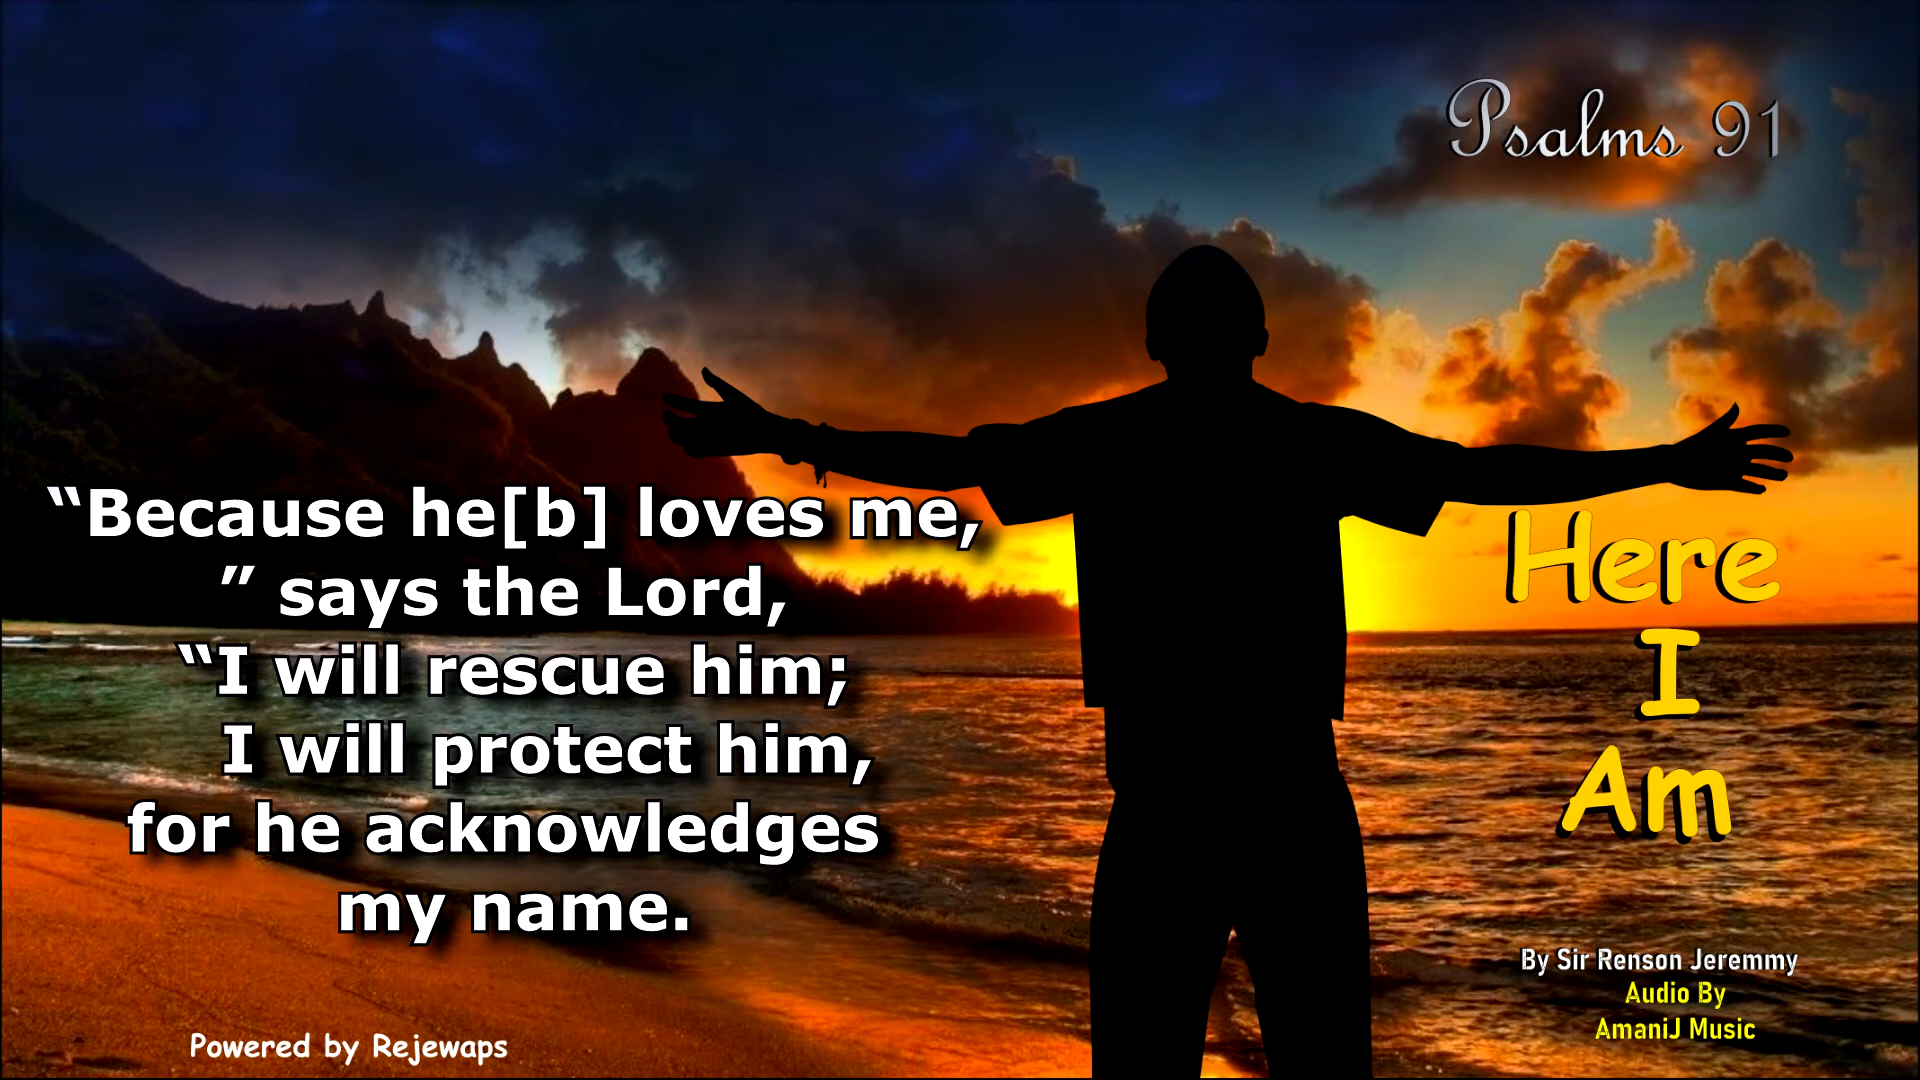 Psalms 91
“Because he[b] loves me,
” says the Lord,
“I will rescue him;
I will protect him,
for he acknowledges
my name.
Here
I
Am
By Sir Renson Jeremmy
Audio By
AmaniJ Music
Powered by Rejewaps